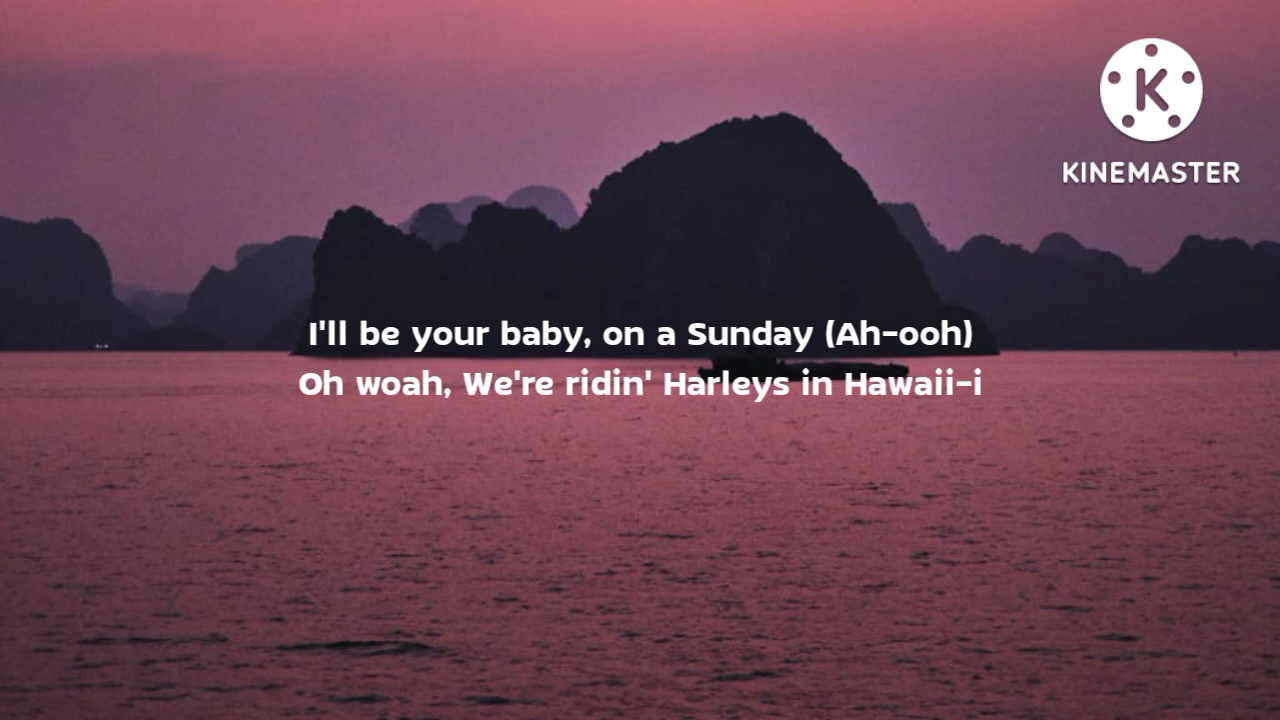 KINEMASTER
I'll be your baby, on a Sunday (Ah-ooh)
Oh woah, We're ridin' Harleys in Hawaii-i